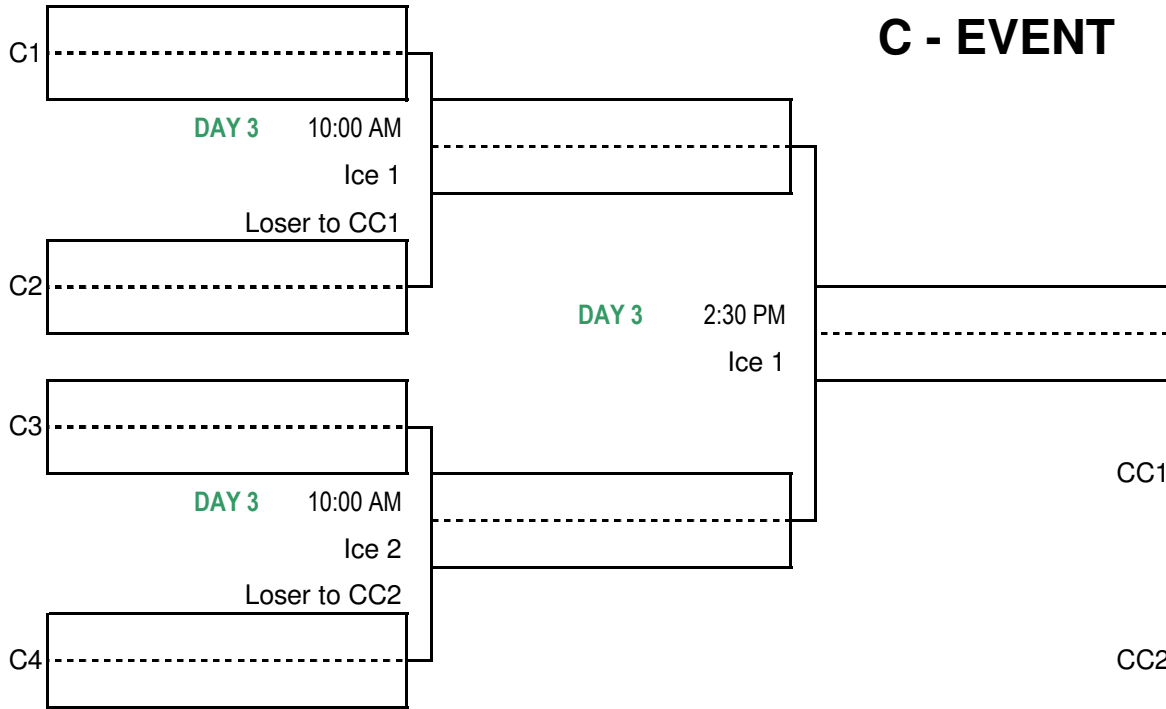 C - EVENT
C1
DAY 3 10:00 AM
Ice 1
Loser to CC1
C2
DAY 3 2:30 PM
Ice 1
C3
CC1
DAY 3 10:00 AM
Ice 2
Loser to CC2
C4
CC2